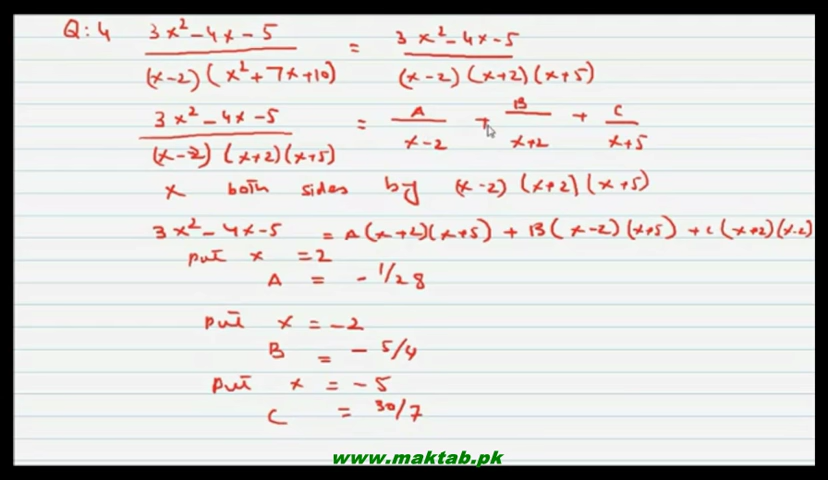 Q:4 3x² - 4x - 5 / (x-2)(x²+7x+10) = 3x² - 4x - 5 / (x-2)(x+2)(x+5)
3x² - 4x - 5 / (x-2)(x+2)(x+5) = A / x-2 + B / x+2 + C / x+5
x both sides by (x-2)(x+2)(x+5)
3x² - 4x - 5 = A(x+2)(x+5) + B(x-2)(x+5) + C(x+2)(x-2)
put x = 2
A = - 1/28
put x = -2
B = - 5/4
put x = -5
C = 30/7
www.maktab.pk